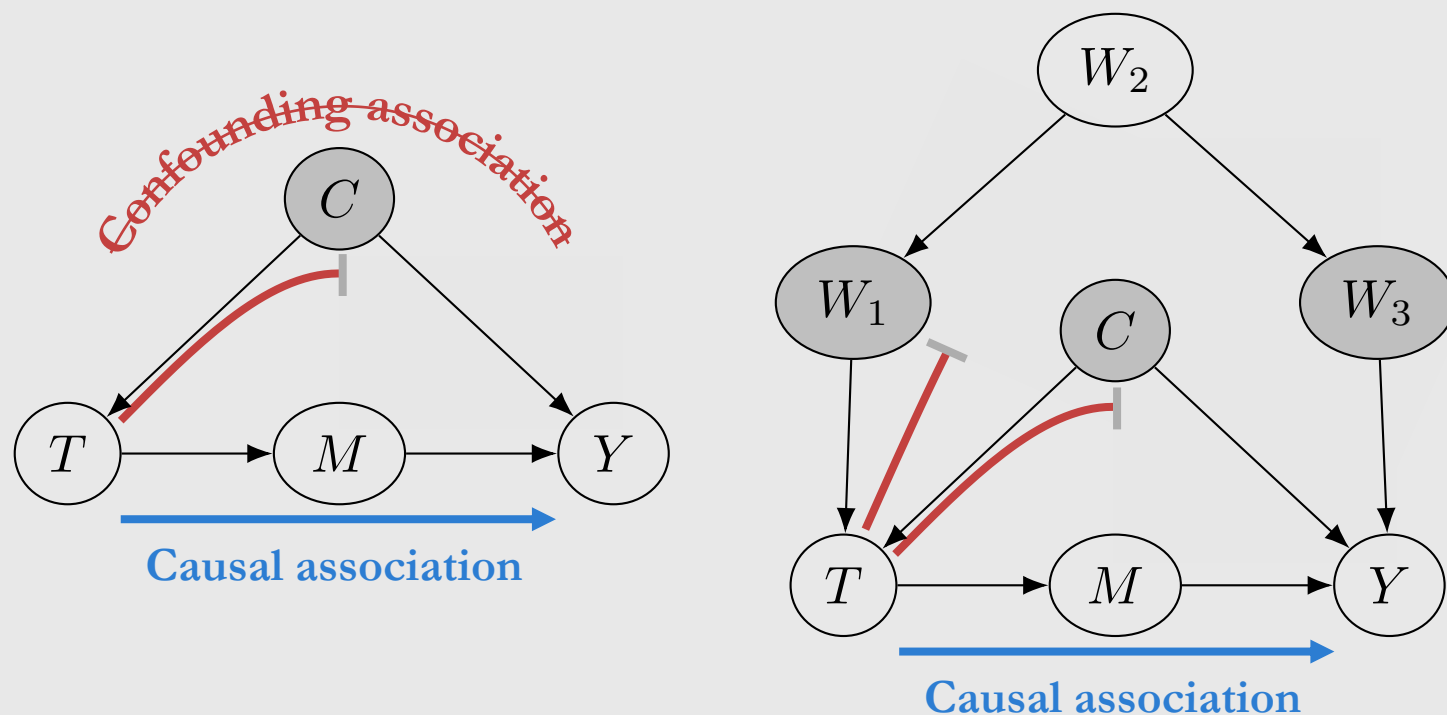 Confounding association
C
T
M
Y
Causal association
W₂
W₁
C
W₃
T
M
Y
Causal association